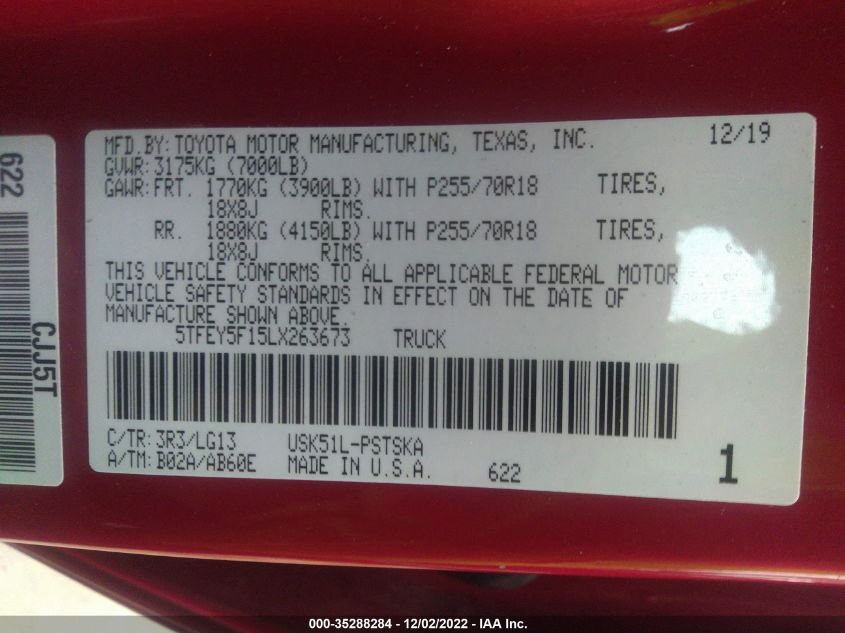 622
CJJ5T
MFD.BY: TOYOTA MOTOR MANUFACTURING, TEXAS, INC. 12/19
GVWR: 3175KG (7000LB)
GAWR: FRT. 1770KG (3900LB) WITH P255/70R18 TIRES,
18X8J RIMS.
RR. 1880KG (4150LB) WITH P255/70R18 TIRES,
18X8J RIMS.
THIS VEHICLE CONFORMS TO ALL APPLICABLE FEDERAL MOTOR
VEHICLE SAFETY STANDARDS IN EFFECT ON THE DATE OF
MANUFACTURE SHOWN ABOVE.
5TFEY5F15LX263673 TRUCK
C/TR: 3R3/LG13 USK51L-PSTSKA
A/TM: B02A/AB60E MADE IN U.S.A. 622 1
000-35288284 - 12/02/2022 - IAA Inc.